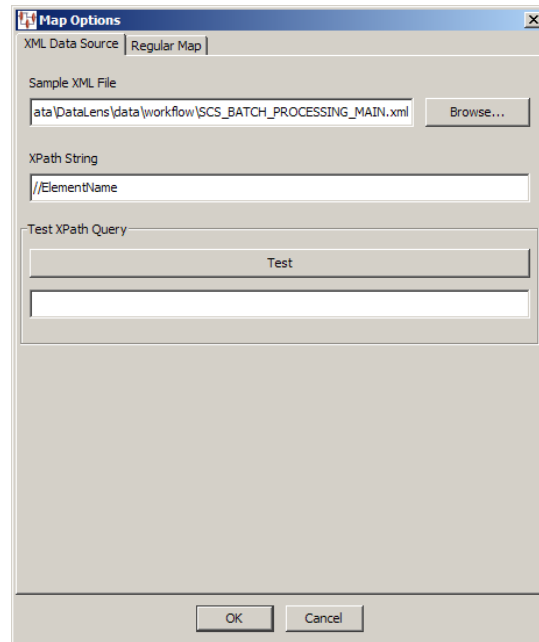 Map Options
XML Data Source Regular Map
Sample XML File
ata\DataLens\data\workflow\SCS_BATCH_PROCESSING_MAIN.xml Browse...
XPath String
//ElementName
Test XPath Query
Test
OK Cancel